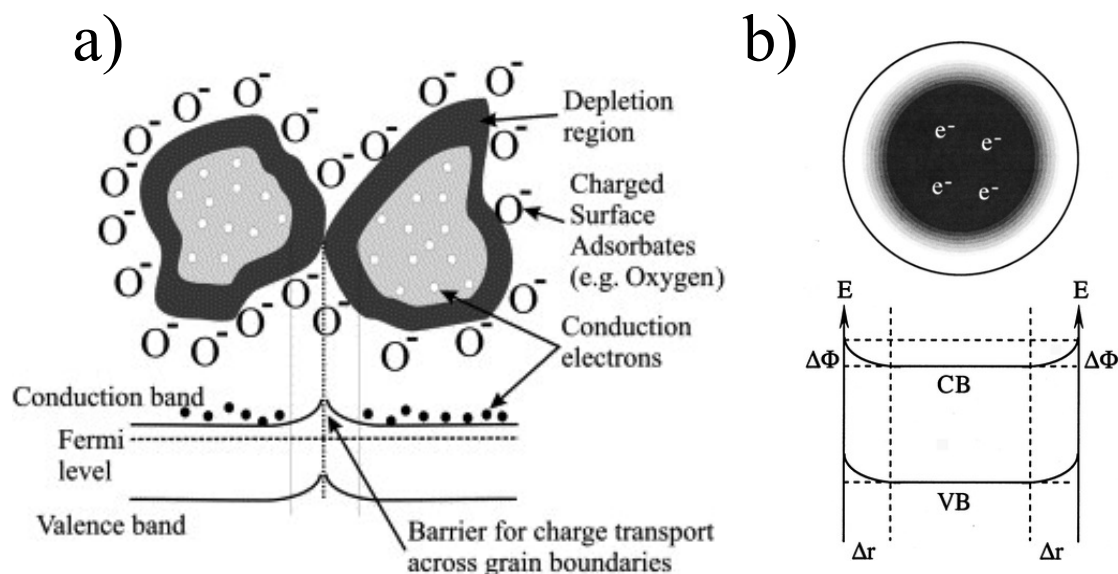 a)
O⁻ O⁻ O⁻ O⁻
O⁻ O⁻ O⁻ O⁻
O⁻ O⁻
O⁻ O⁻
O⁻ O⁻
O⁻ O⁻ O⁻
O⁻ O⁻ O⁻ O⁻
Depletion
region
Charged
Surface
Adsorbates
(e.g. Oxygen)
Conduction
electrons
Conduction band
Fermi
level
Valence band
Barrier for charge transport
across grain boundaries
b)
e⁻ e⁻
e⁻ e⁻
E E
ΔΦ CB ΔΦ
VB
Δr Δr